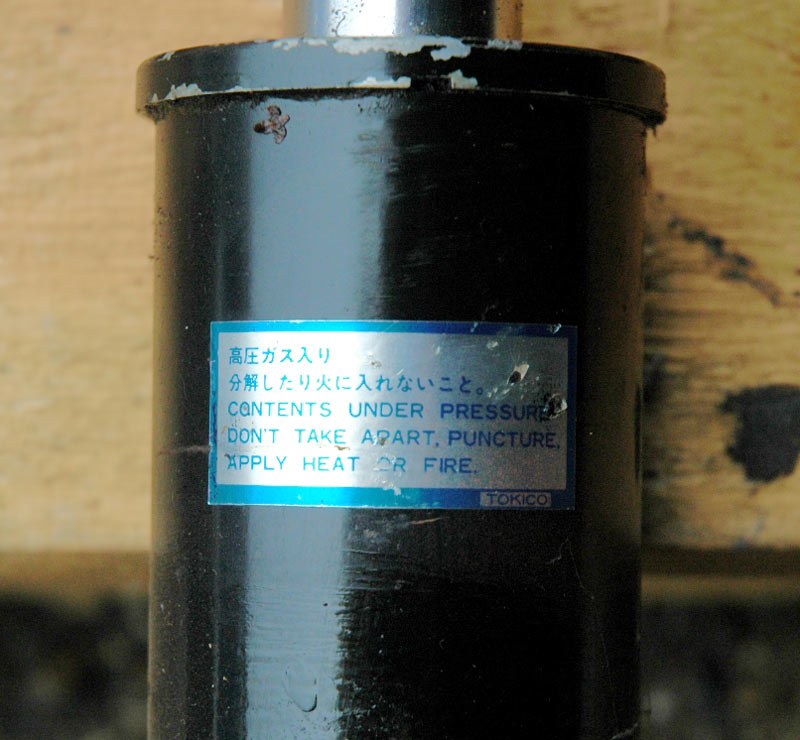 高圧ガス入り
分解したり火に入れないこと。
CONTENTS UNDER PRESSURE
DON'T TAKE APART, PUNCTURE,
APPLY HEAT OR FIRE.
TOKICO